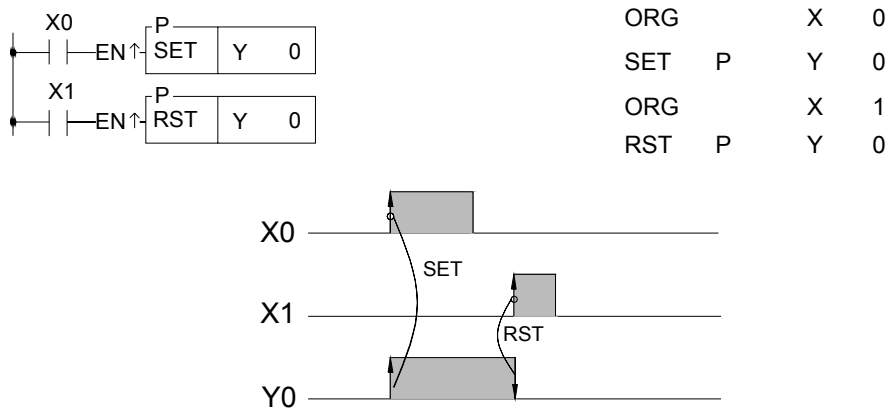 X0
P
EN↑ SET Y 0
X1
P
EN↑ RST Y 0
ORG X 0
SET P Y 0
ORG X 1
RST P Y 0
X0
SET
X1
RST
Y0